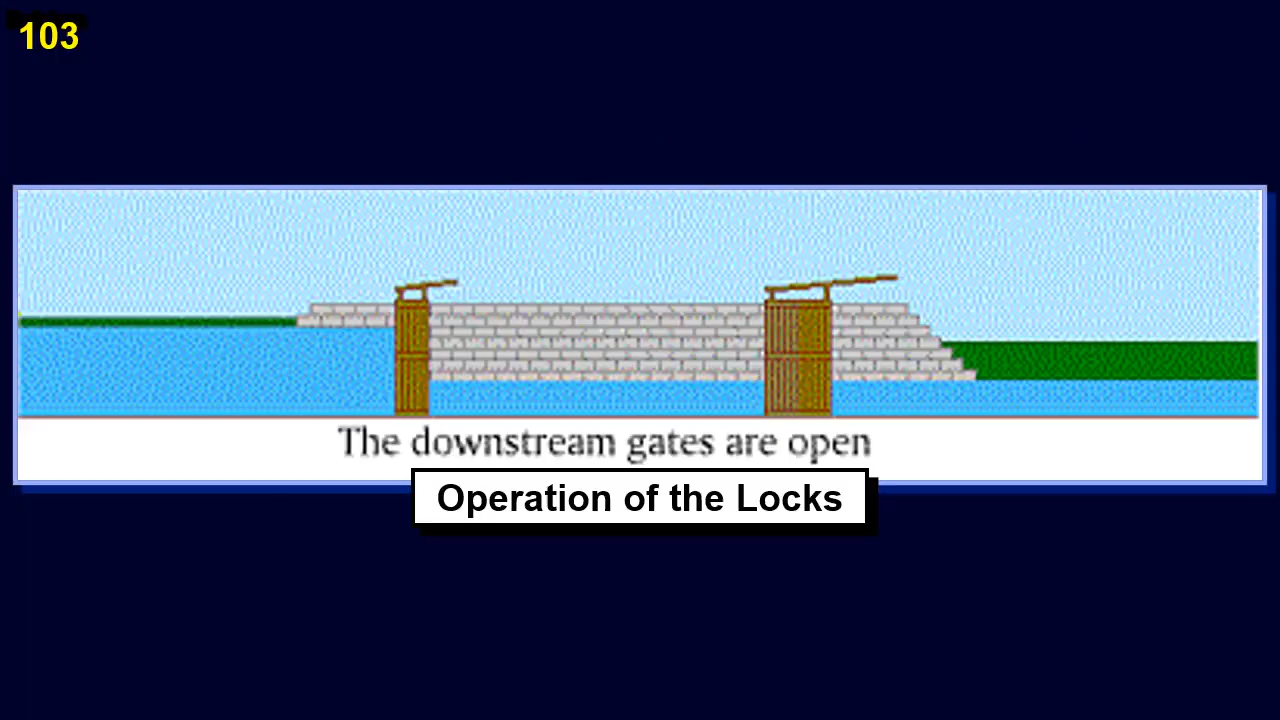 103
The downstream gates are open
Operation of the Locks